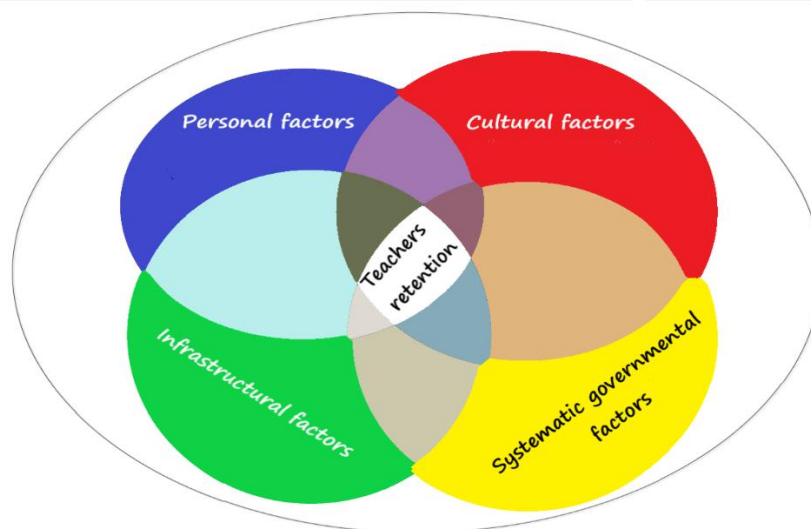 Personal factors
Cultural factors
Teachers
retention
Infrastructural factors
Systematic governmental
factors